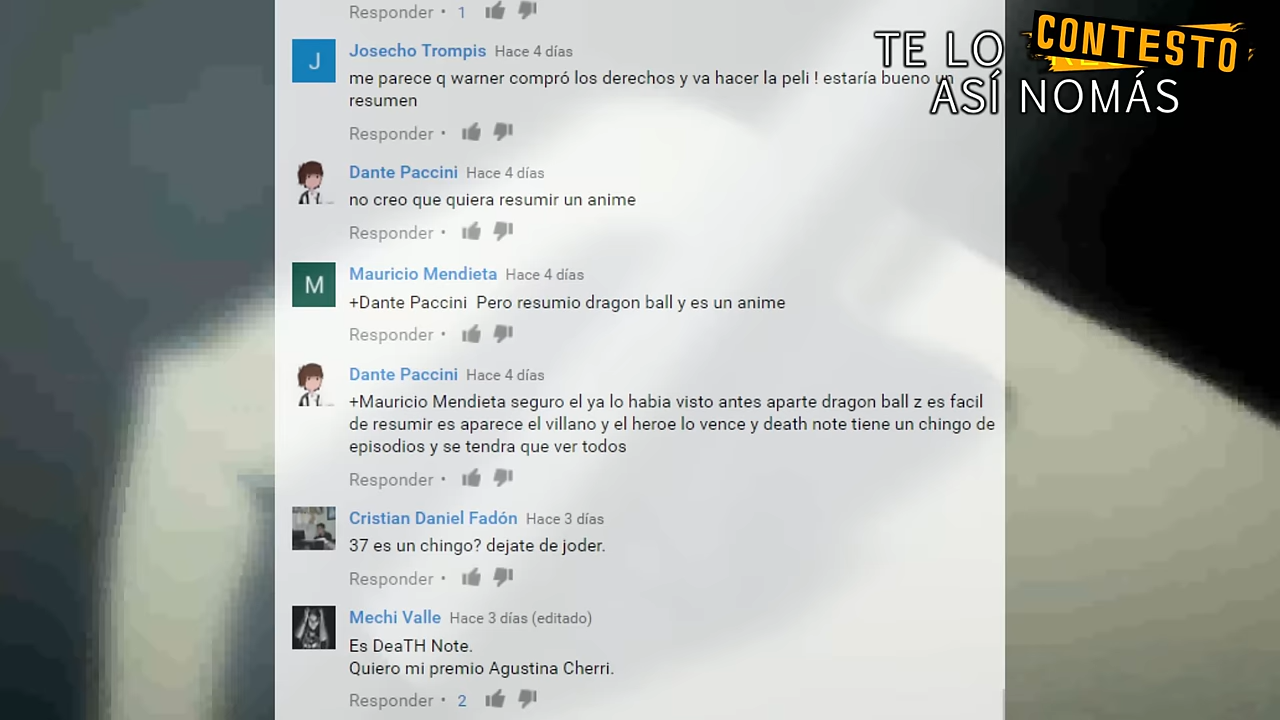 Responder • 1
TE LO CONTESTO
ASÍ NOMÁS
J
Josecho Trompis Hace 4 días
me parece q warner compró los derechos y va hacer la peli ! estaría bueno un
resumen
Responder •
Dante Paccini Hace 4 días
no creo que quiera resumir un anime
Responder •
M
Mauricio Mendieta Hace 4 días
+Dante Paccini Pero resumio dragon ball y es un anime
Responder •
Dante Paccini Hace 4 días
+Mauricio Mendieta seguro el ya lo habia visto antes aparte dragon ball z es facil
de resumir es aparece el villano y el heroe lo vence y death note tiene un chingo de
episodios y se tendra que ver todos
Responder •
Cristian Daniel Fadón Hace 3 días
37 es un chingo? dejate de joder.
Responder •
Mechi Valle Hace 3 días (editado)
Es DeaTH Note.
Quiero mi premio Agustina Cherri.
Responder • 2